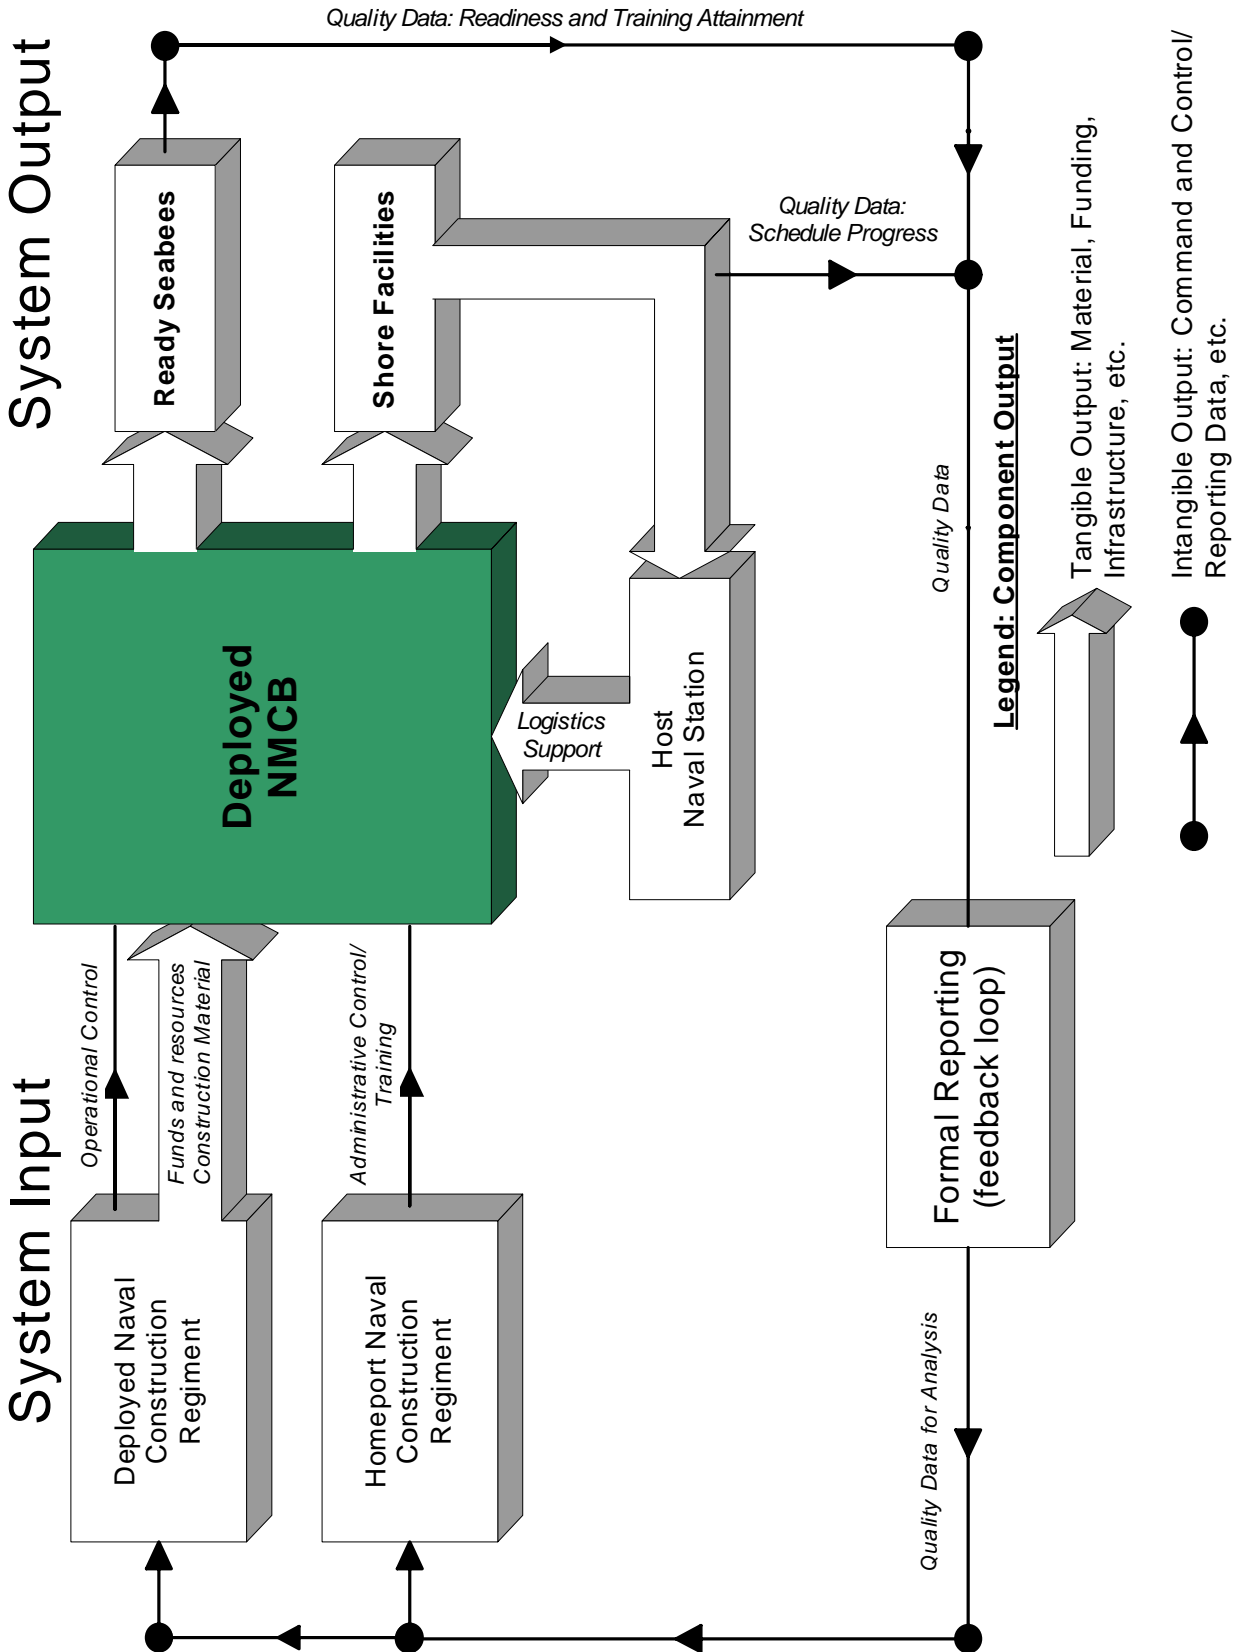 System Input
System Output
Operational Control
Deployed Naval
Construction
Regiment
Funds and resources
Construction Material
Homeport Naval
Construction
Regiment
Administrative Control/
Training
Deployed
NMCB
Ready Seabees
Shore Facilities
Quality Data: Readiness and Training Attainment
Logistics
Support
Host
Naval Station
Quality Data:
Schedule Progress
Quality Data
Formal Reporting
(feedback loop)
Quality Data for Analysis
Legend: Component Output
Tangible Output: Material, Funding,
Infrastructure, etc.
Intangible Output: Command and Control/
Reporting Data, etc.